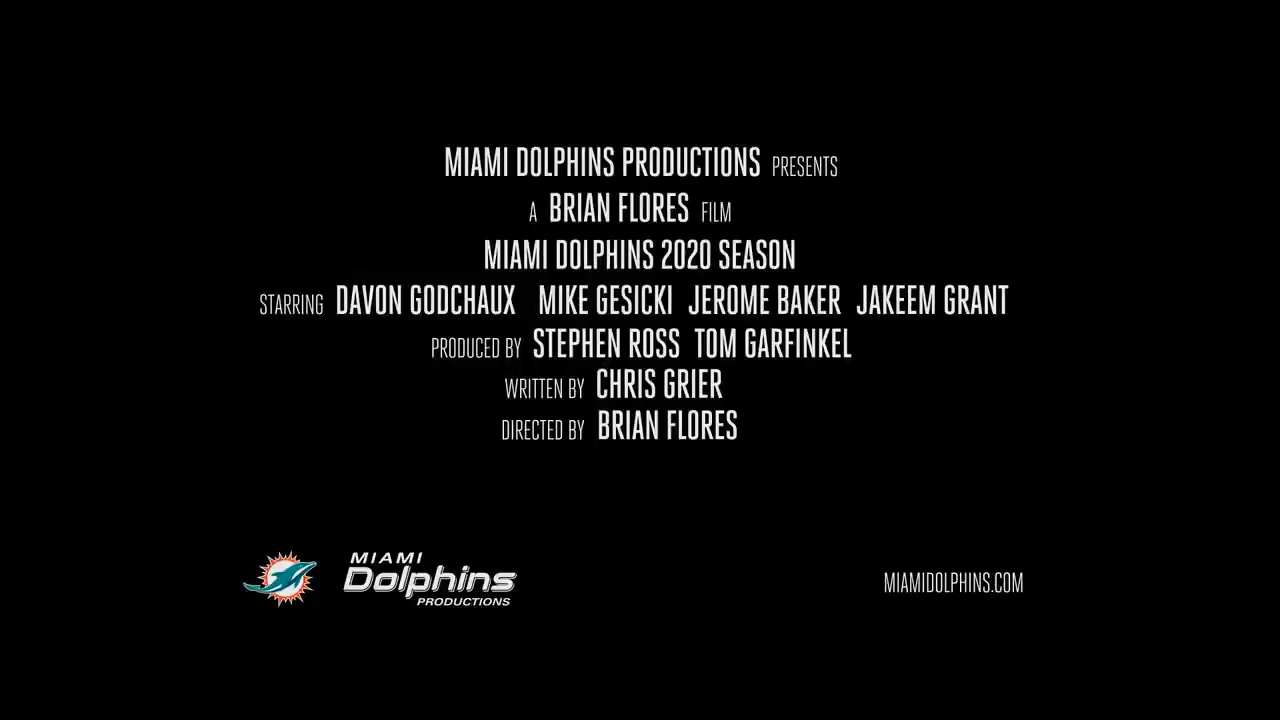 MIAMI DOLPHINS PRODUCTIONS PRESENTS
A BRIAN FLORES FILM
MIAMI DOLPHINS 2020 SEASON
STARRING DAVON GODCHAUX MIKE GESICKI JEROME BAKER JAKEEM GRANT
PRODUCED BY STEPHEN ROSS TOM GARFINKEL
WRITTEN BY CHRIS GRIER
DIRECTED BY BRIAN FLORES
MIAMI
Dolphins
PRODUCTIONS
MIAMIDOLPHINS.COM